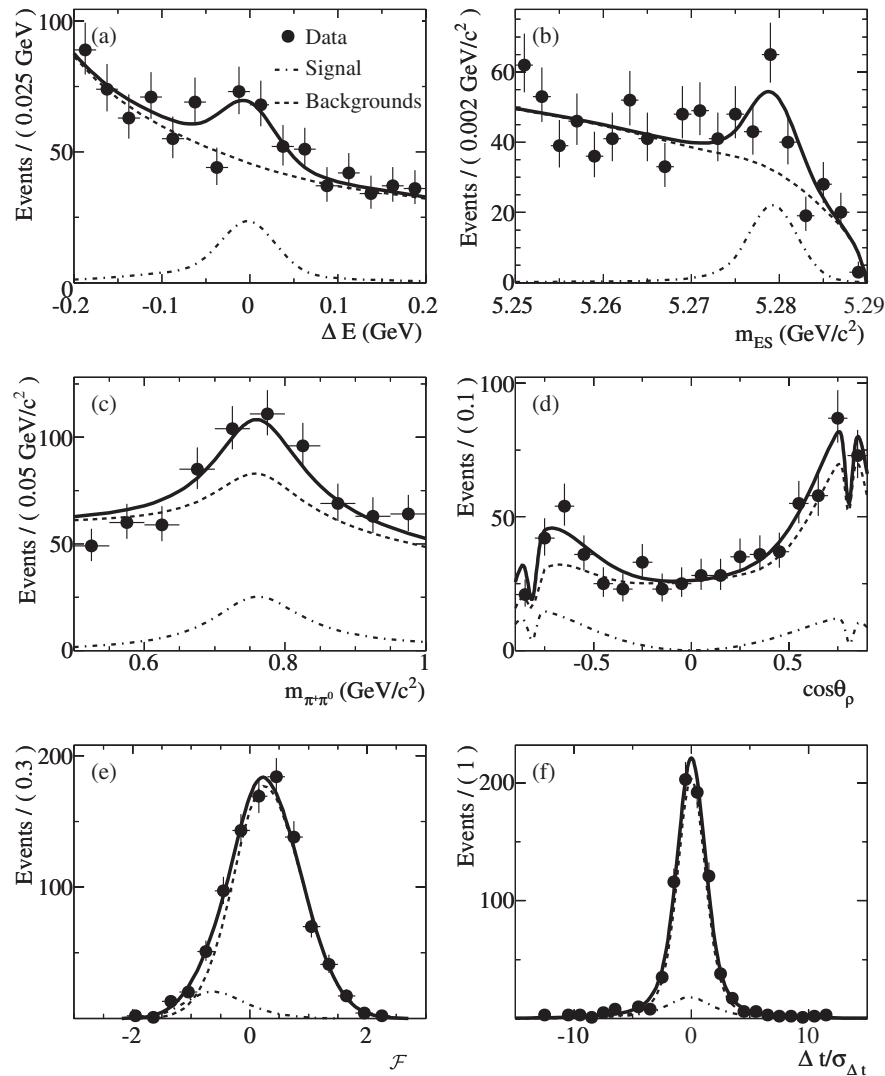 (a)
Data
Signal
Backgrounds
Events / ( 0.025 GeV)
100
50
0
-0.2 -0.1 0 0.1 0.2
Δ E (GeV)
(b)
Events / ( 0.002 GeV/c²)
60
40
20
0
5.25 5.26 5.27 5.28 5.29
m_ES (GeV/c²)
(c)
Events / ( 0.05 GeV/c² )
100
50
0
0.6 0.8 1
m_π⁺π⁰ (GeV/c²)
(d)
Events / ( 0.1 )
100
50
0
-0.5 0 0.5
cosθ_ρ
(e)
Events / ( 0.3 )
200
100
-2 0 2
ℱ
(f)
Events / ( 1 )
200
100
-10 0 10
Δ t/σ_Δ t